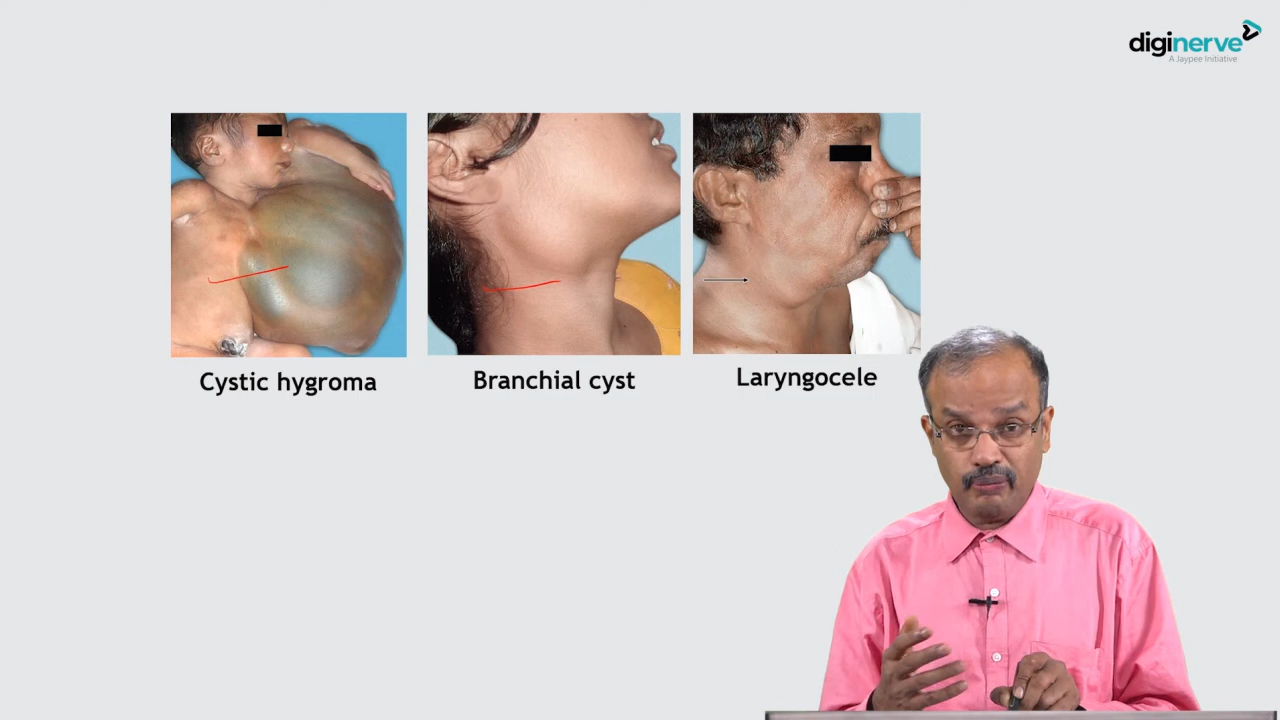 diginerve
A Jaypee Initiative
Cystic hygroma
Branchial cyst
Laryngocele